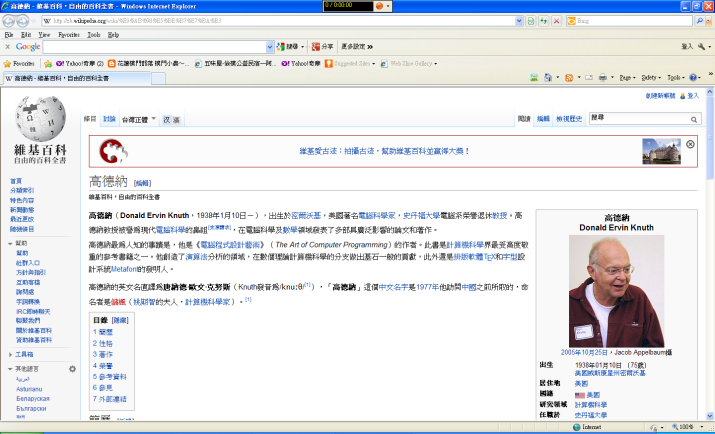 高德納 - 維基百科，自由的百科全書 - Windows Internet Explorer
0 / 0:00:00
Bing
File Edit View Favorites Tools Help
Google 搜尋 分享 更多設定 » 登入
Favorites Yahoo!奇摩 Yahoo!奇摩 Suggested Sites Web Slice Gallery
高德納 - 維基百科，自由的百科全書
Page Safety Tools
創建新帳號 登入
條目 討論 台灣正體 汉 漢 閱讀 編輯 檢視歷史 搜尋
維基百科
自由的百科全書
維基愛古迹：拍攝古迹，幫助維基百科並贏得大獎！
高德納 [編輯]
維基百科，自由的百科全書
高德納（Donald Ervin Knuth，1938年1月10日－），出生於密爾沃基，美國著名電腦科學家，史丹福大學電腦系榮譽退休教授。高
德納教授被譽為現代電腦科學的鼻祖[來源請求]，在電腦科學及數學領域發表了多部具廣泛影響的論文和著作。
高德納最為人知的事蹟是，他是《電腦程式設計藝術》（The Art of Computer Programming）的作者。此書是計算機科學界最受高度敬
重的參考書籍之一。他創造了演算法分析的領域，在數個理論計算機科學的分支做出基石一般的貢獻。此外還是排版軟體TEX和字型設
計系統Metafont的發明人。
高德納的英文名直譯為唐納德·歐文·克努斯（Knuth發音為/knuːθ/[1]），「高德納」這個中文名字是1977年他訪問中國之前所取的，命
名者是儲楓（姚期智的夫人，計算機科學家）。[1]
目錄 [隱藏]
1 簡歷
2 性格
3 著作
4 榮譽
5 參考資料
6 參見
7 外部連結
高德納
Donald Ervin Knuth
2005年10月25日，Jacob Appelbaum攝
出生 1938年01月10日 （75歲）
美國威斯康星州密爾沃基
居住地 美國
國籍 美國
研究領域 計算機科學
任職於 史丹福大學
首頁
分類索引
特色內容
新聞動態
最近更改
隨機條目
幫助
幫助
社群入口
方針與指引
互助客棧
詢問處
字詞轉換
IRC即時聊天
聯繫我們
關於維基百科
資助維基百科
工具箱
其他語言
العربية
Asturianu
Беларуская
Български
Internet 100%